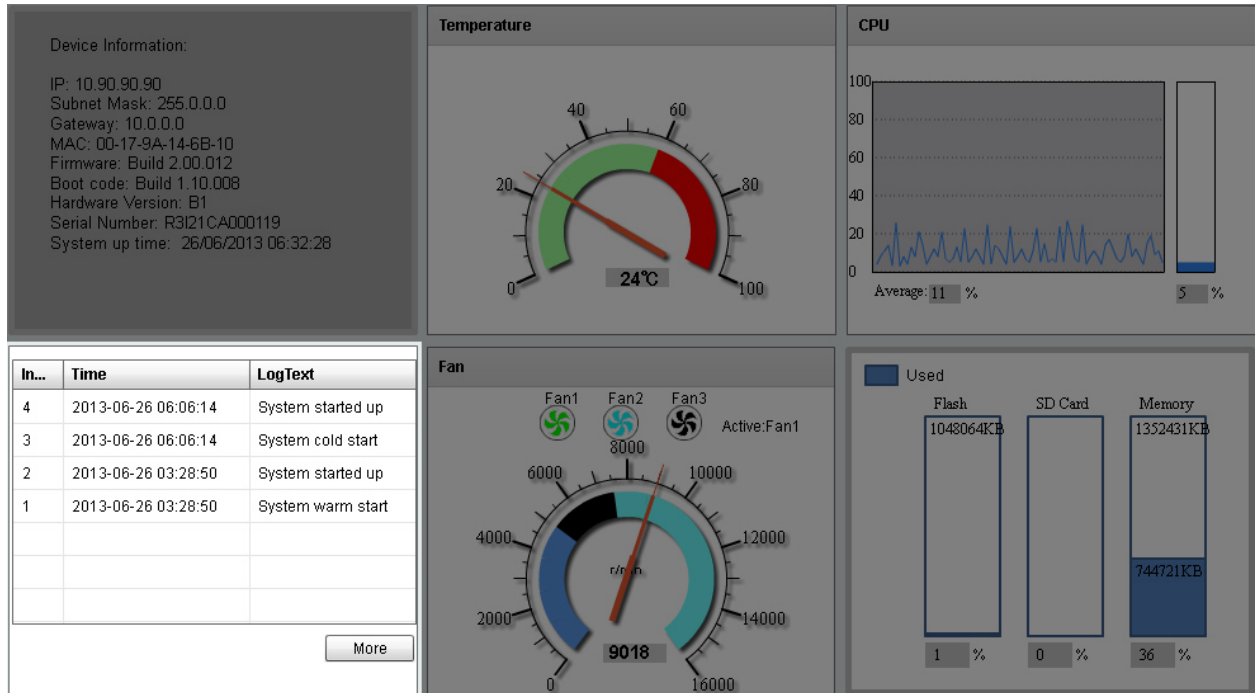 Device Information:
IP: 10.90.90.90
Subnet Mask: 255.0.0.0
Gateway: 10.0.0.0
MAC: 00-17-9A-14-6B-10
Firmware: Build 2.00.012
Boot code: Build 1.10.008
Hardware Version: B1
Serial Number: R3I21CA000119
System up time: 26/06/2013 06:32:28
Temperature
0
20
40
60
80
100
24℃
CPU
100
80
60
40
20
0
Average: 11 %
5 %
In... Time LogText
4 2013-06-26 06:06:14 System started up
3 2013-06-26 06:06:14 System cold start
2 2013-06-26 03:28:50 System started up
1 2013-06-26 03:28:50 System warm start
More
Fan
Fan1 Fan2 Fan3
Active:Fan1
0
2000
4000
6000
8000
10000
12000
14000
16000
r/min
9018
Used
Flash SD Card Memory
1048064KB 1352431KB
744721KB
1 % 0 % 36 %